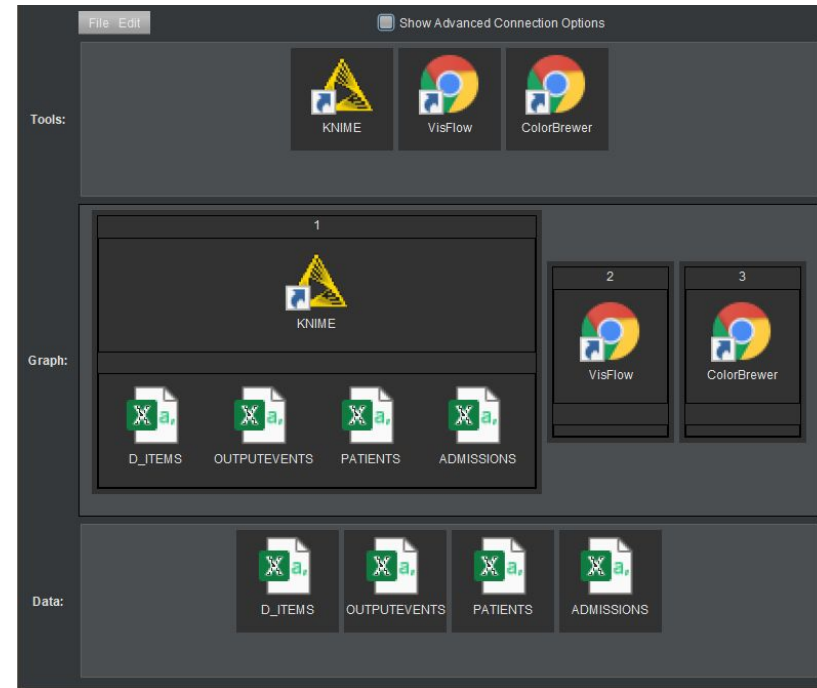 File Edit
Show Advanced Connection Options
Tools:
KNIME
VisFlow
ColorBrewer
Graph:
1
KNIME
D_ITEMS
OUTPUTEVENTS
PATIENTS
ADMISSIONS
2
VisFlow
3
ColorBrewer
Data:
D_ITEMS
OUTPUTEVENTS
PATIENTS
ADMISSIONS